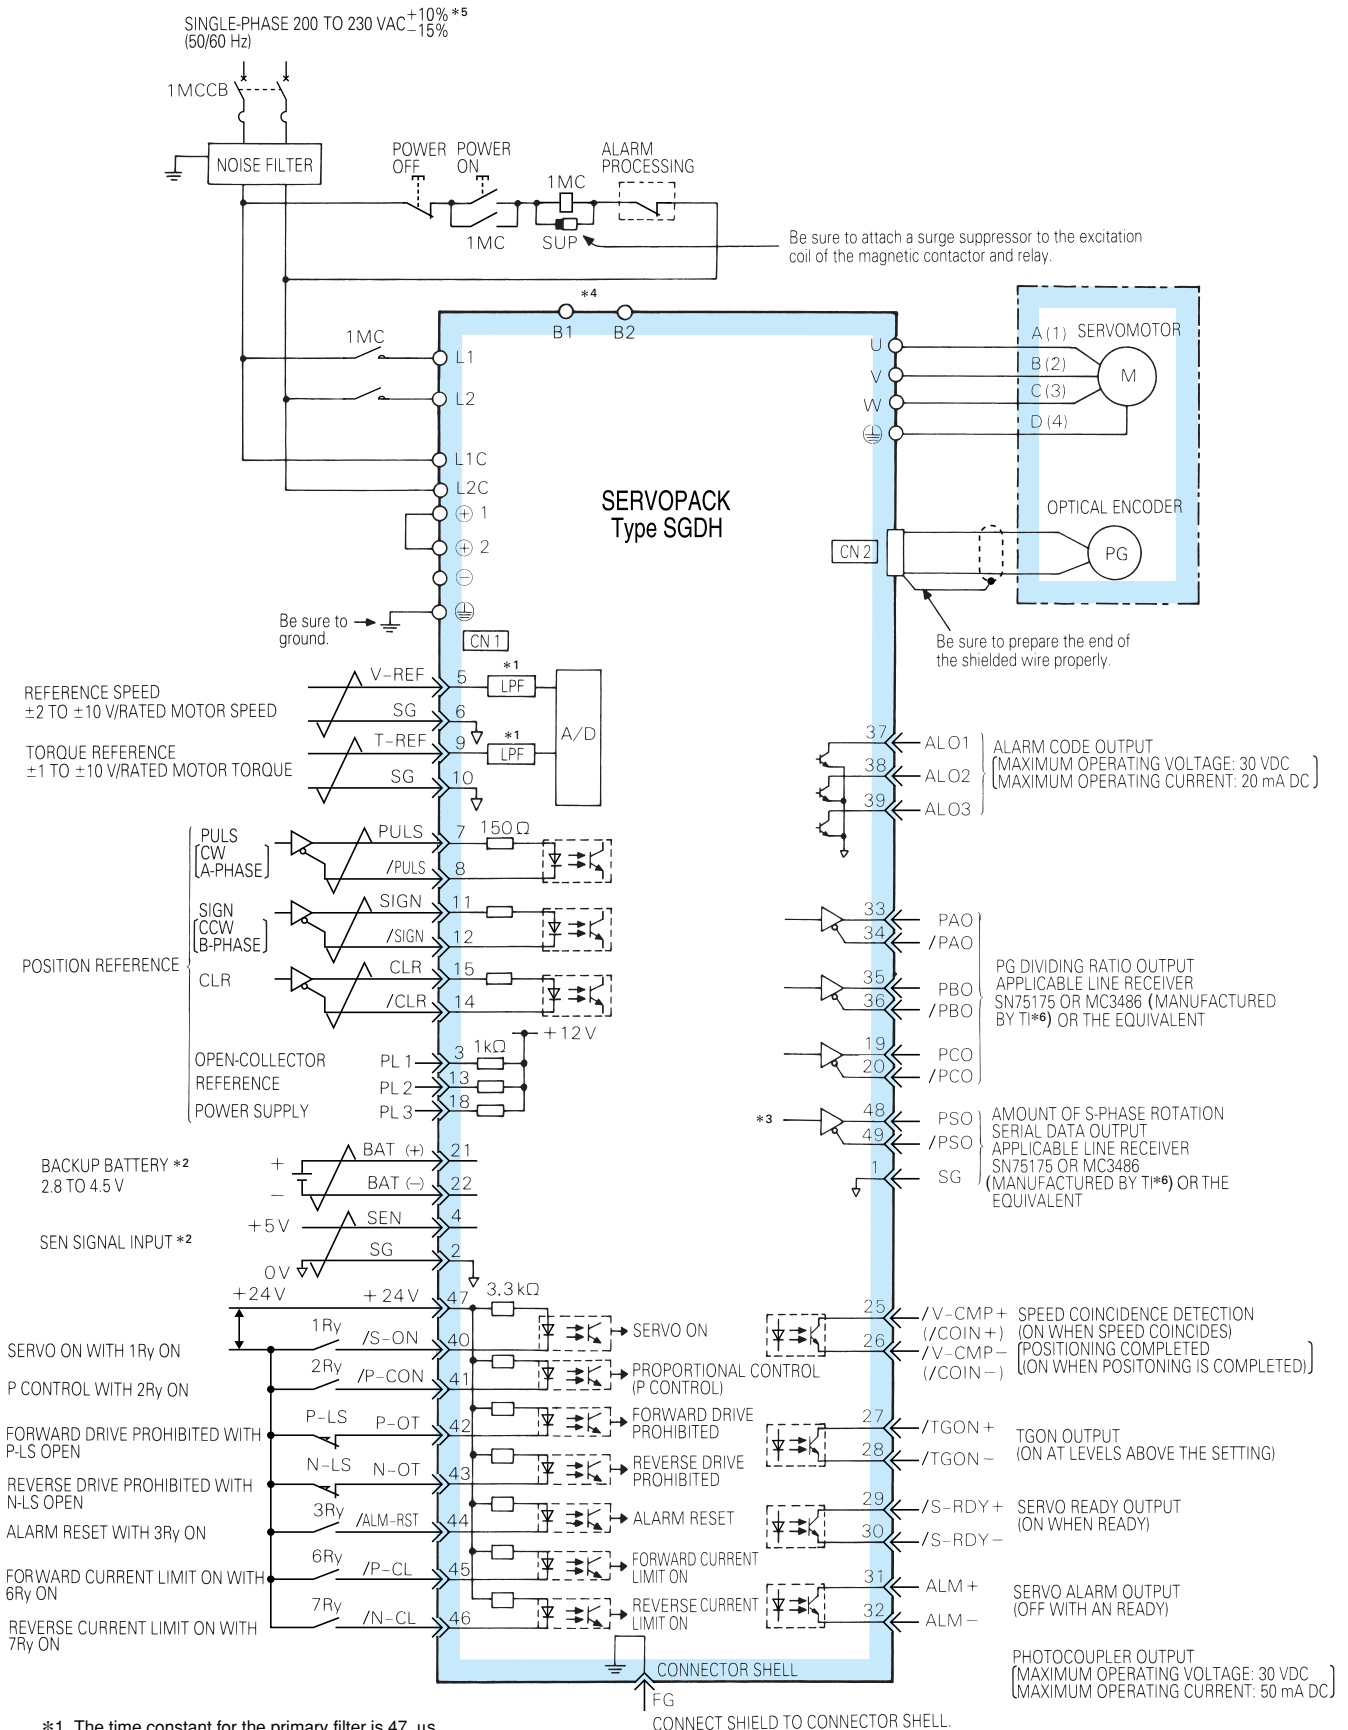 SINGLE-PHASE 200 TO 230 VAC +10% *5
-15%
(50/60 Hz)
1MCCB
NOISE FILTER
POWER OFF
POWER ON
1MC
ALARM PROCESSING
1MC
SUP
Be sure to attach a surge suppressor to the excitation
coil of the magnetic contactor and relay.
*4
B1
B2
1MC
L1
L2
L1C
L2C
+ 1
+ 2
−
Be sure to
ground.
CN 1
SERVOPACK
Type SGDH
U
V
W
A (1)
B (2)
C (3)
D (4)
SERVOMOTOR
M
OPTICAL ENCODER
PG
CN 2
Be sure to prepare the end of
the shielded wire properly.
REFERENCE SPEED
±2 TO ±10 V/RATED MOTOR SPEED
V-REF 5 *1 LPF
SG 6
TORQUE REFERENCE
±1 TO ±10 V/RATED MOTOR TORQUE
T-REF 9 *1 LPF
SG 10
A/D
POSITION REFERENCE
PULS
CW
A-PHASE
PULS 7 150Ω
/PULS 8
SIGN
CCW
B-PHASE
SIGN 11
/SIGN 12
CLR
CLR 15
/CLR 14
+12V
OPEN-COLLECTOR
REFERENCE
POWER SUPPLY
PL1 3 1kΩ
PL2 13
PL3 18
BACKUP BATTERY *2
2.8 TO 4.5 V
+
−
BAT (+) 21
BAT (−) 22
SEN SIGNAL INPUT *2
+5V
SEN 4
SG 2
0V
+24V
+24V 47 3.3kΩ
SERVO ON WITH 1Ry ON
1Ry /S-ON 40
SERVO ON
P CONTROL WITH 2Ry ON
2Ry /P-CON 41
PROPORTIONAL CONTROL
(P CONTROL)
FORWARD DRIVE PROHIBITED WITH
P-LS OPEN
P-LS P-OT 42
FORWARD DRIVE
PROHIBITED
REVERSE DRIVE PROHIBITED WITH
N-LS OPEN
N-LS N-OT 43
REVERSE DRIVE
PROHIBITED
ALARM RESET WITH 3Ry ON
3Ry /ALM-RST 44
ALARM RESET
FORWARD CURRENT LIMIT ON WITH
6Ry ON
6Ry /P-CL 45
FORWARD CURRENT
LIMIT ON
REVERSE CURRENT LIMIT ON WITH
7Ry ON
7Ry /N-CL 46
REVERSE CURRENT
LIMIT ON
37 ALO1
38 ALO2
39 ALO3
ALARM CODE OUTPUT
MAXIMUM OPERATING VOLTAGE: 30 VDC
MAXIMUM OPERATING CURRENT: 20 mA DC
33 PAO
34 /PAO
35 PBO
36 /PBO
19 PCO
20 /PCO
PG DIVIDING RATIO OUTPUT
APPLICABLE LINE RECEIVER
SN75175 OR MC3486 (MANUFACTURED
BY TI*6) OR THE EQUIVALENT
*3
48 PSO
49 /PSO
1 SG
AMOUNT OF S-PHASE ROTATION
SERIAL DATA OUTPUT
APPLICABLE LINE RECEIVER
SN75175 OR MC3486
(MANUFACTURED BY TI*6) OR THE
EQUIVALENT
25 /V-CMP+
(/COIN+)
26 /V-CMP−
(/COIN−)
SPEED COINCIDENCE DETECTION
(ON WHEN SPEED COINCIDES)
POSITIONING COMPLETED
(ON WHEN POSITONING IS COMPLETED)
27 /TGON+
28 /TGON−
TGON OUTPUT
(ON AT LEVELS ABOVE THE SETTING)
29 /S-RDY+
30 /S-RDY−
SERVO READY OUTPUT
(ON WHEN READY)
31 ALM+
32 ALM−
SERVO ALARM OUTPUT
(OFF WITH AN READY)
PHOTOCOUPLER OUTPUT
MAXIMUM OPERATING VOLTAGE: 30 VDC
MAXIMUM OPERATING CURRENT: 50 mA DC
CONNECTOR SHELL
FG
CONNECT SHIELD TO CONNECTOR SHELL.
*1 The time constant for the primary filter is 47 μs